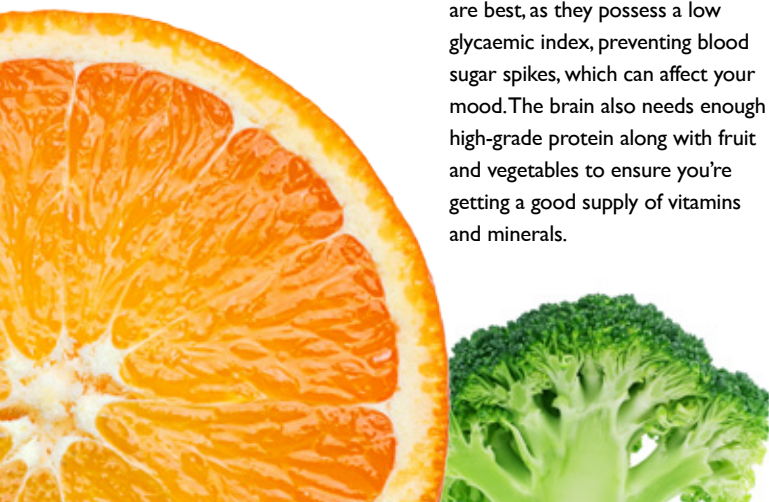 are best, as they possess a low
glycaemic index, preventing blood
sugar spikes, which can affect your
mood. The brain also needs enough
high-grade protein along with fruit
and vegetables to ensure you’re
getting a good supply of vitamins
and minerals.